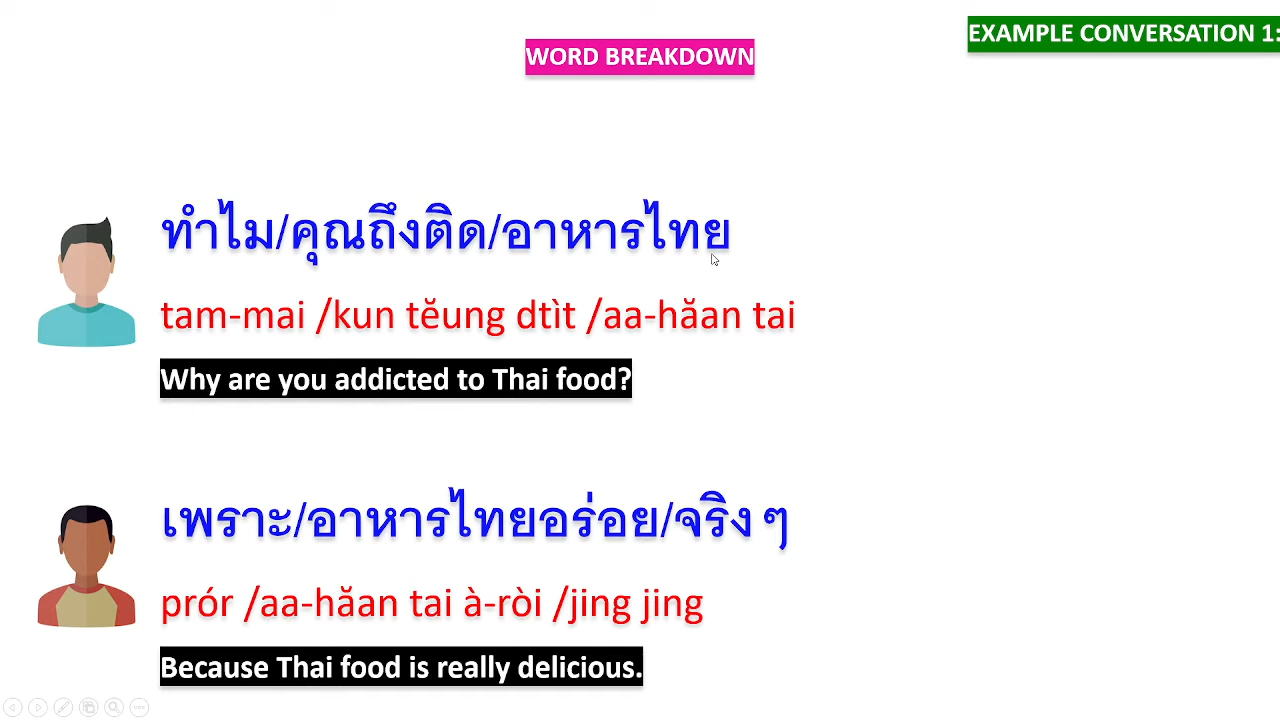 EXAMPLE CONVERSATION 1:
WORD BREAKDOWN
ทำไม/คุณถึงติด/อาหารไทย
tam-mai /kun tĕung dtìt /aa-hăan tai
Why are you addicted to Thai food?
เพราะ/อาหารไทยอร่อย/จริง ๆ
prór /aa-hăan tai à-ròi /jing jing
Because Thai food is really delicious.